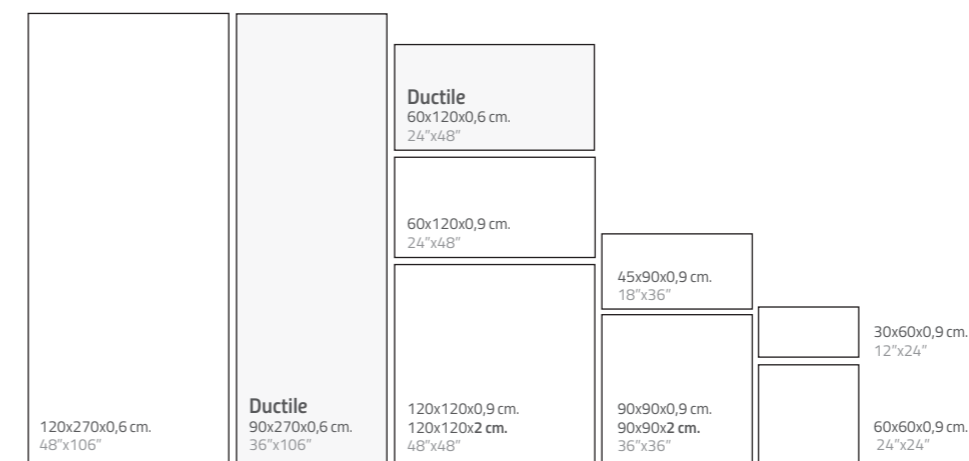 120x270x0,6 cm.
48”x106”
Ductile
90x270x0,6 cm.
36”x106”
Ductile
60x120x0,6 cm.
24”x48”
60x120x0,9 cm.
24”x48”
120x120x0,9 cm.
120x120x2 cm.
48”x48”
45x90x0,9 cm.
18”x36”
90x90x0,9 cm.
90x90x2 cm.
36”x36”
30x60x0,9 cm.
12”x24”
60x60x0,9 cm.
24”x24”